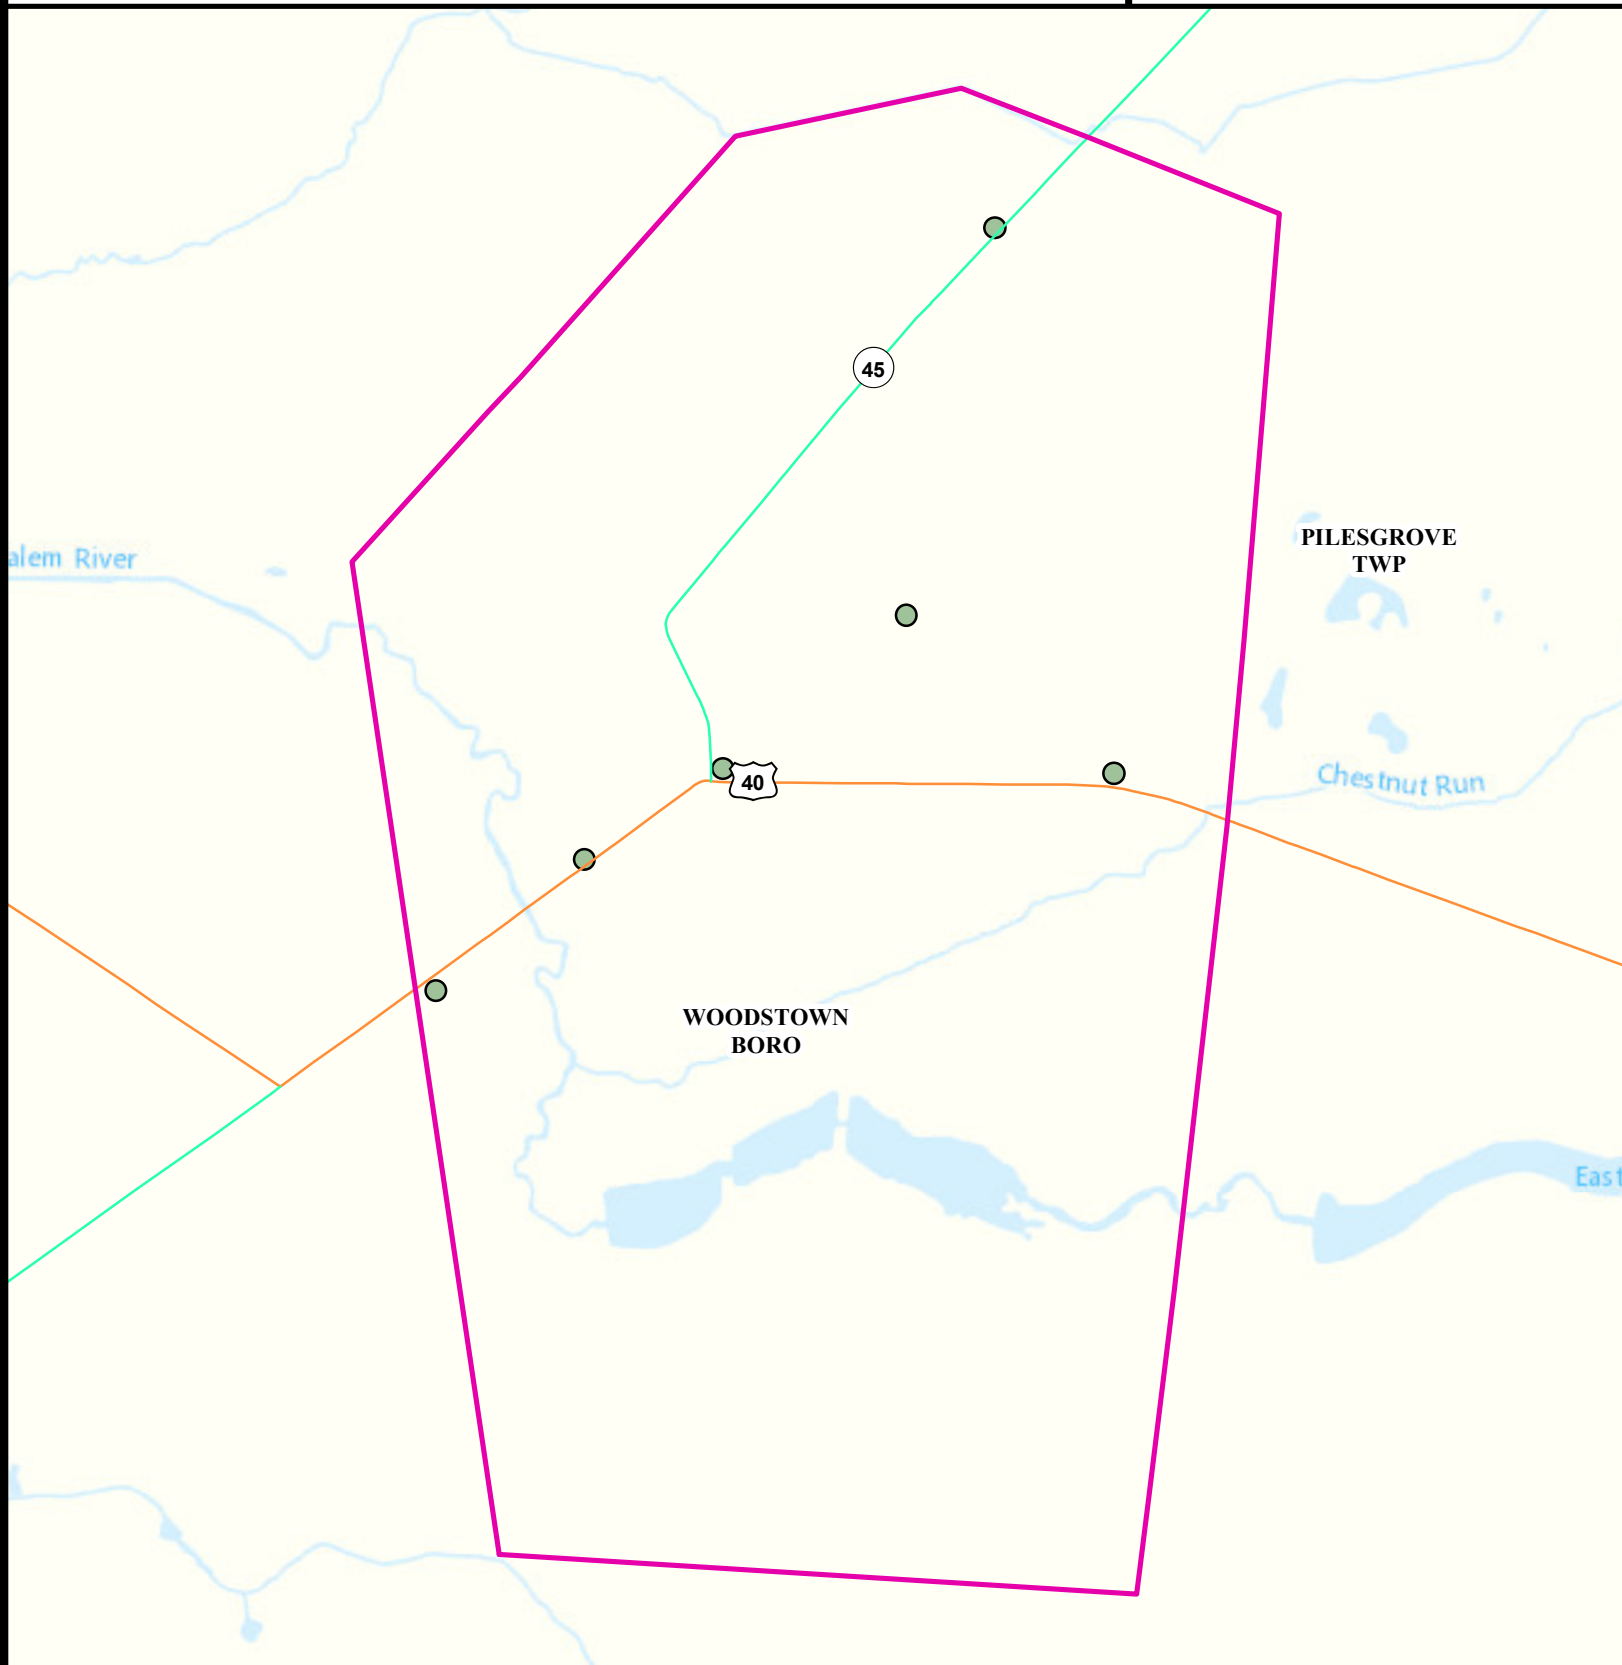 45
PILESGROVE
TWP
alem River
40
Chestnut Run
WOODSTOWN
BORO
East